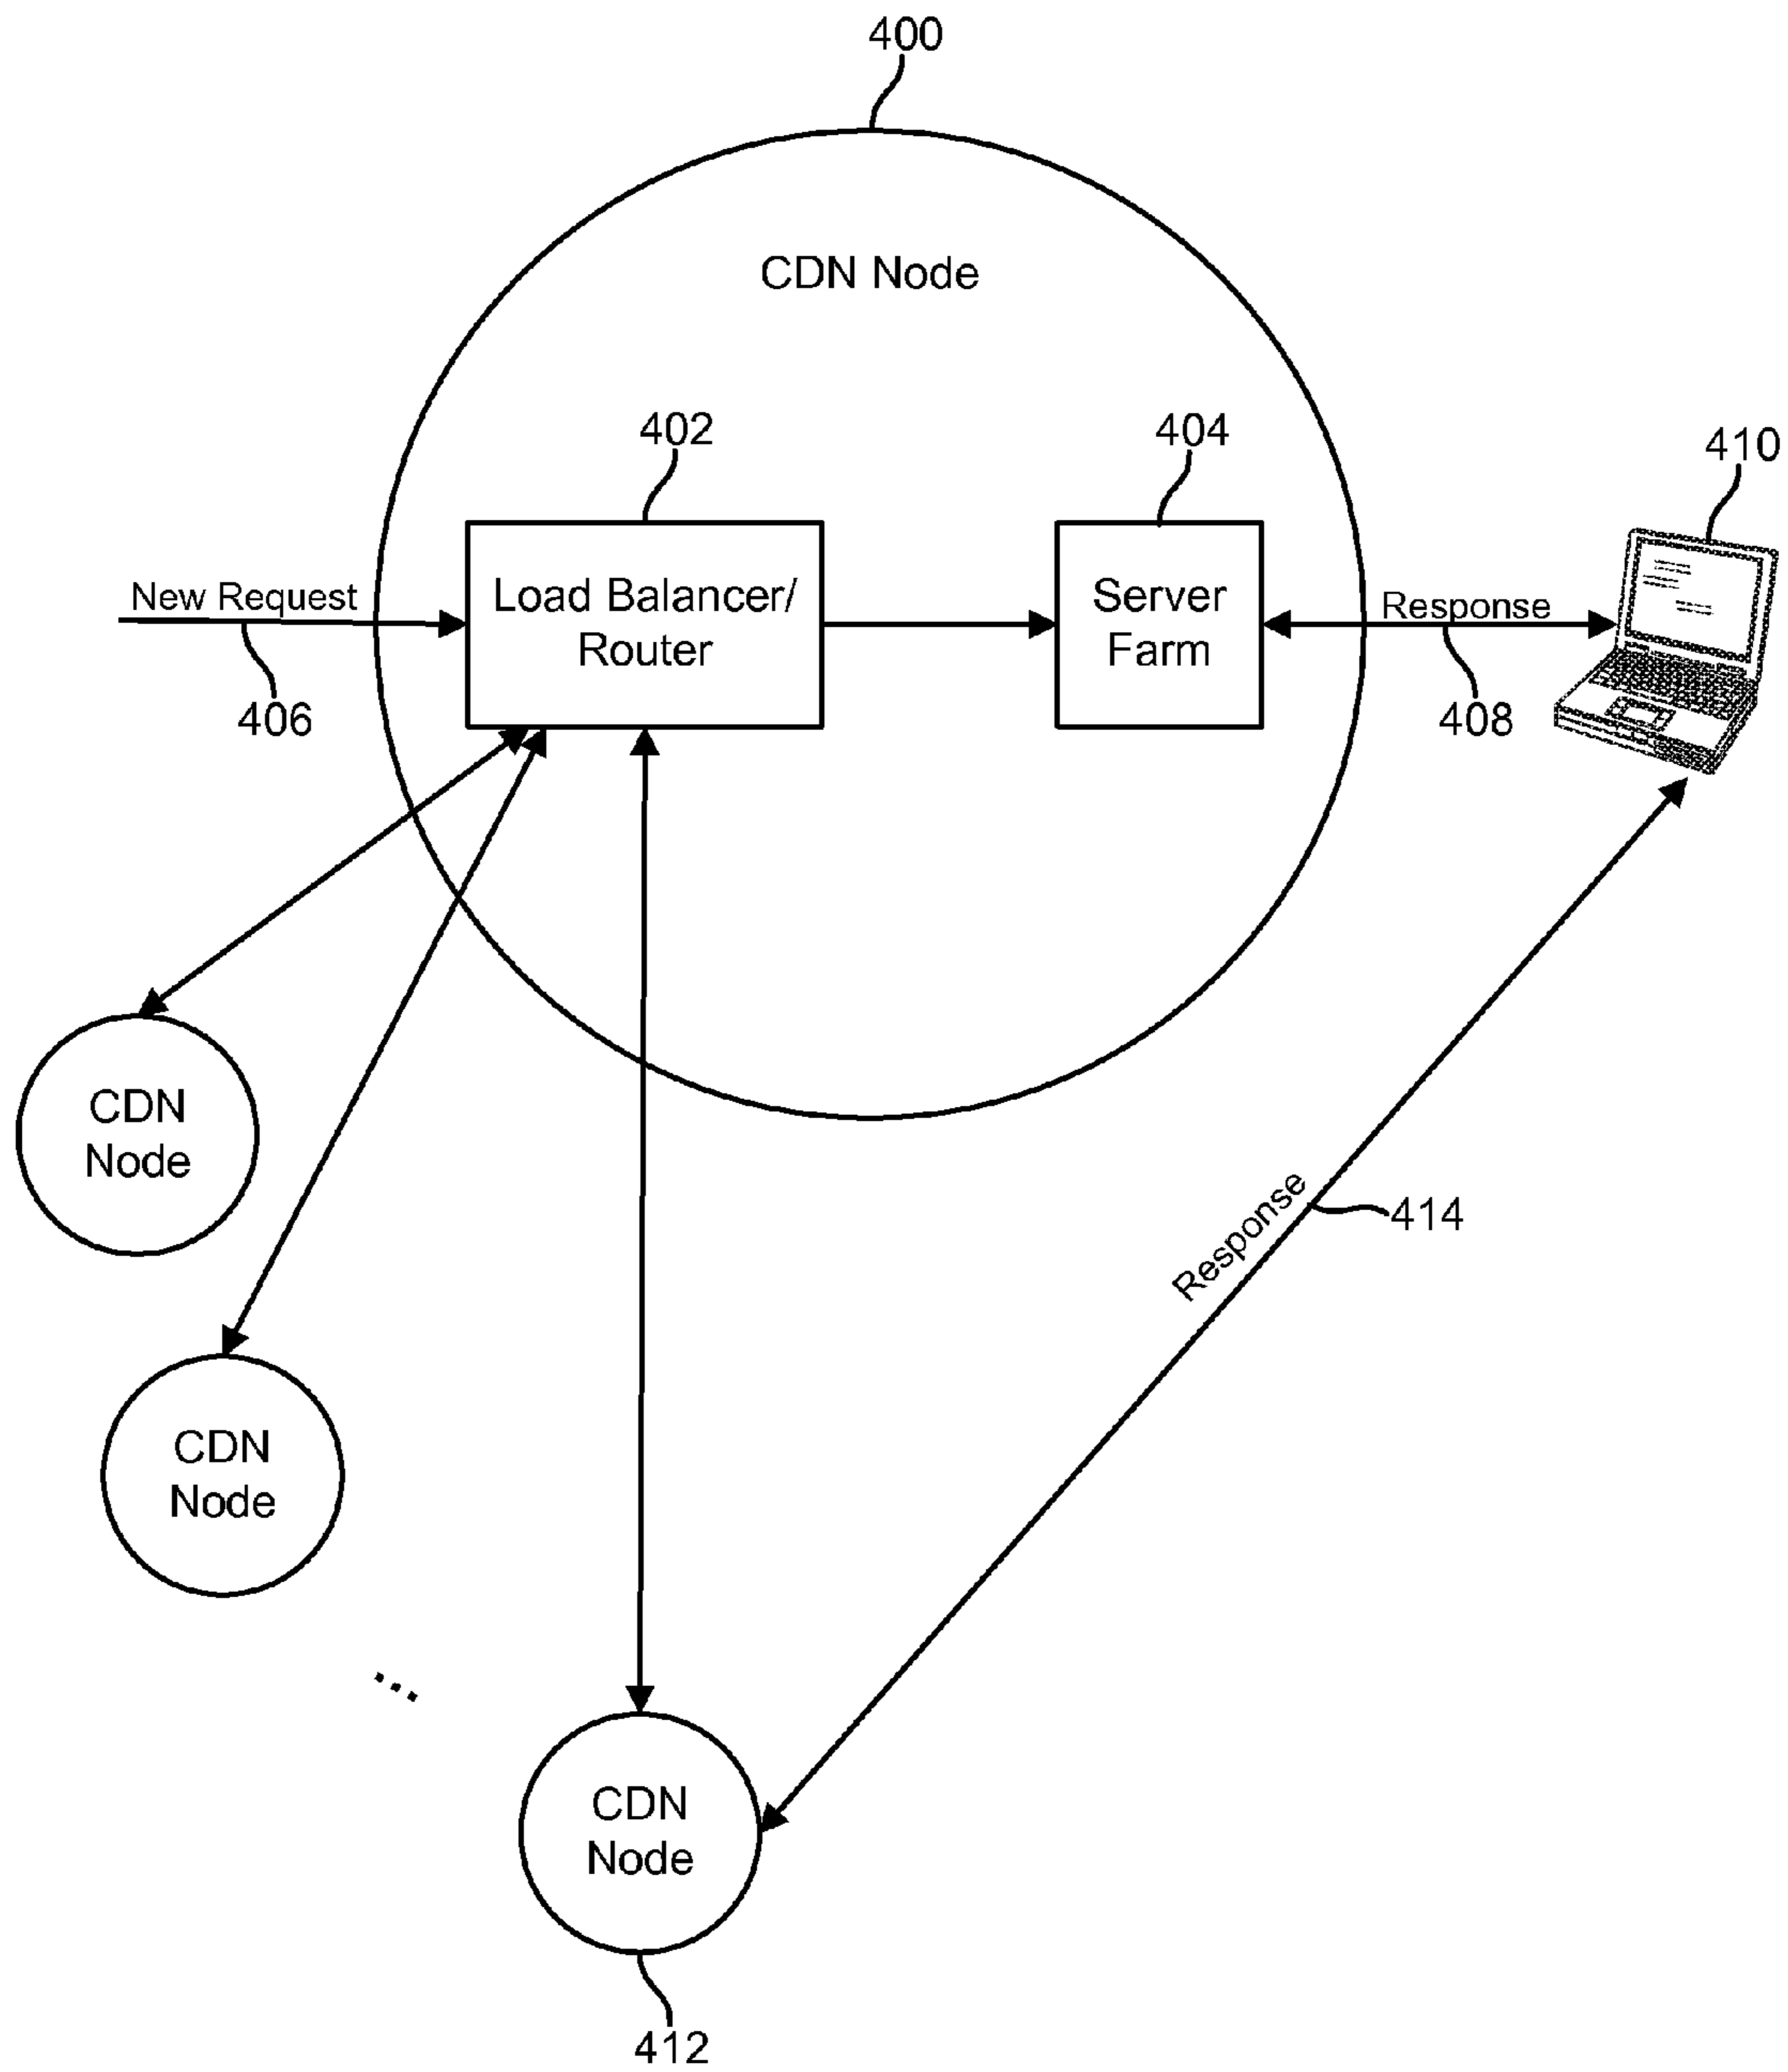 400
CDN Node
402
404
410
New Request
Load Balancer/
Router
Server
Farm
Response
406
408
CDN
Node
Response
414
CDN
Node
...
CDN
Node
412